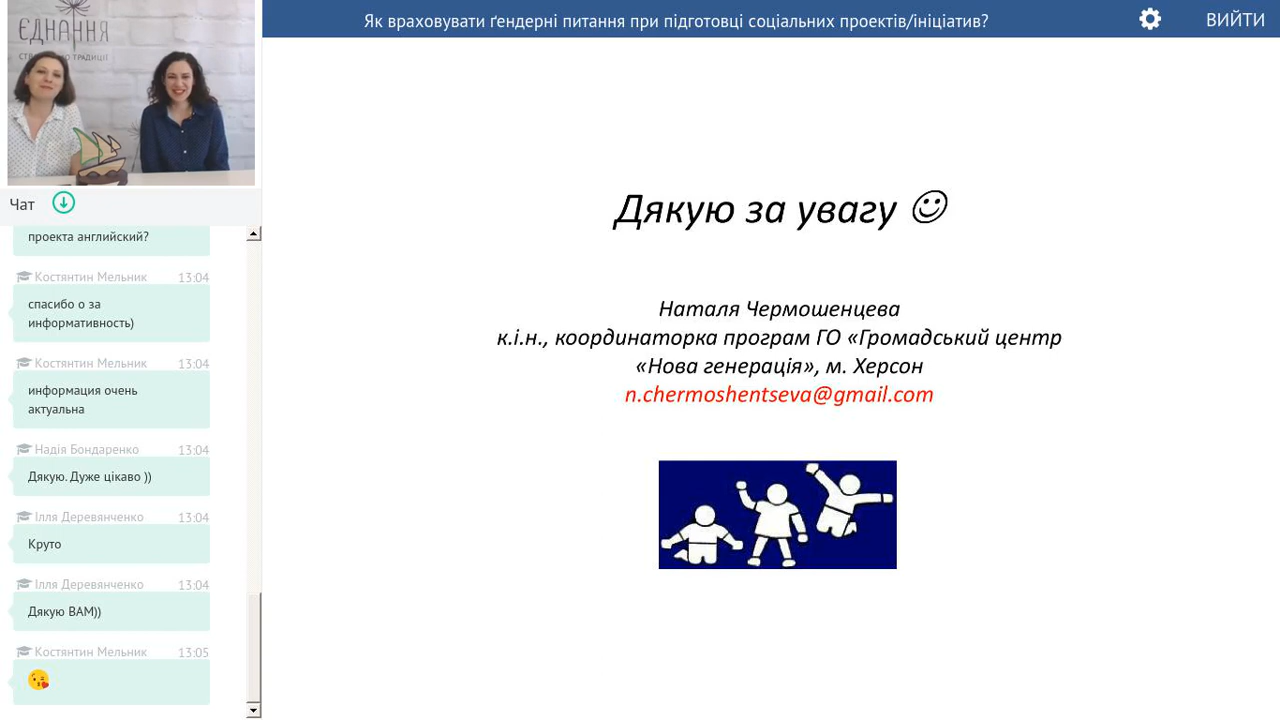 Як враховувати ґендерні питання при підготовці соціальних проектів/ініціатив?
ВИЙТИ
ЄДНАННЯ
Чат
проекта английский?
Костянтин Мельник 13:04
спасибо о за
информативность)
Костянтин Мельник 13:04
информация очень
актуальна
Надія Бондаренко 13:04
Дякую. Дуже цікаво ))
Ілля Деревянченко 13:04
Круто
Ілля Деревянченко 13:04
Дякую ВАМ))
Костянтин Мельник 13:05
Дякую за увагу ☺
Наталя Чермошенцева
к.і.н., координаторка програм ГО «Громадський центр
«Нова генерація», м. Херсон
n.chermoshentseva@gmail.com